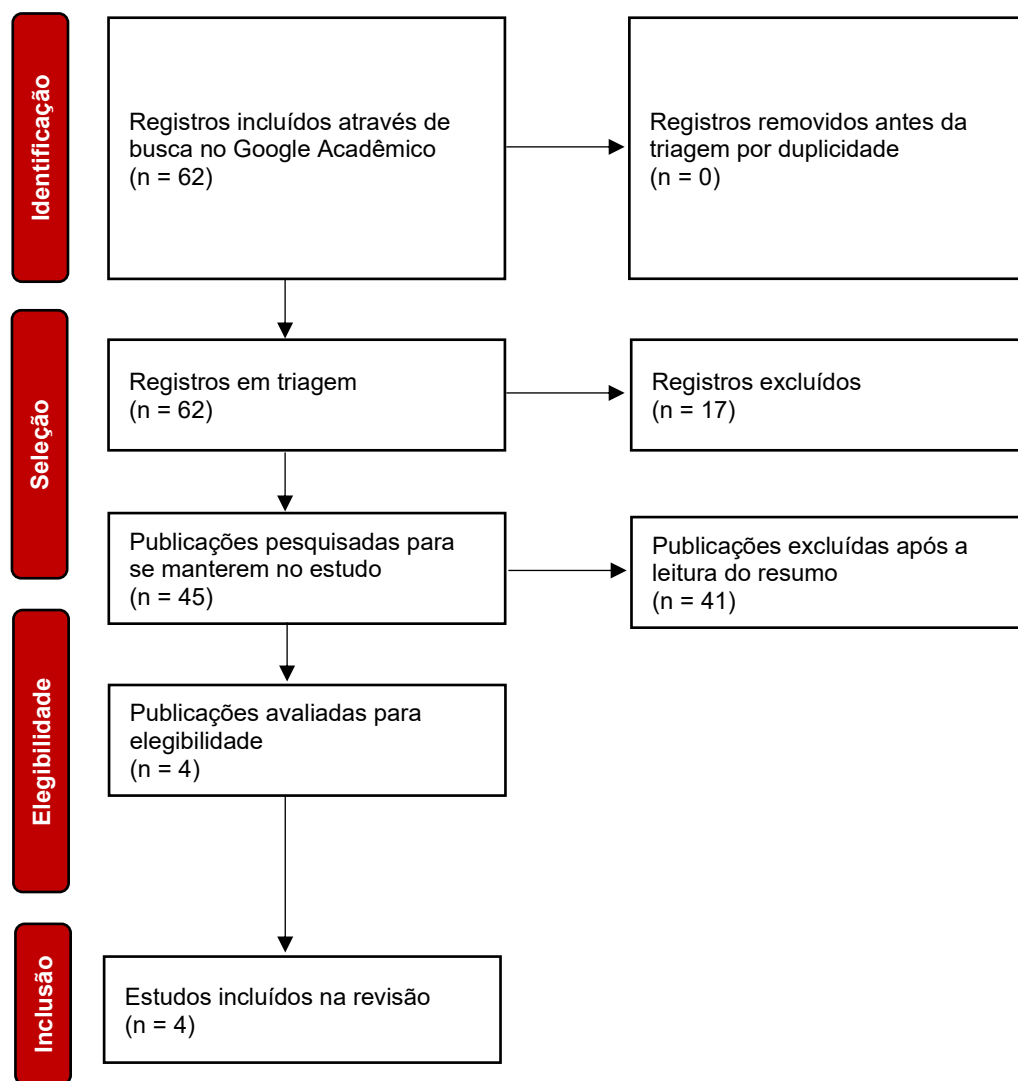 Identificação
Registros incluídos através de
busca no Google Acadêmico
(n = 62)
Registros removidos antes da
triagem por duplicidade
(n = 0)
Seleção
Registros em triagem
(n = 62)
Registros excluídos
(n = 17)
Publicações pesquisadas para
se manterem no estudo
(n = 45)
Publicações excluídas após a
leitura do resumo
(n = 41)
Elegibilidade
Publicações avaliadas para
elegibilidade
(n = 4)
Inclusão
Estudos incluídos na revisão
(n = 4)